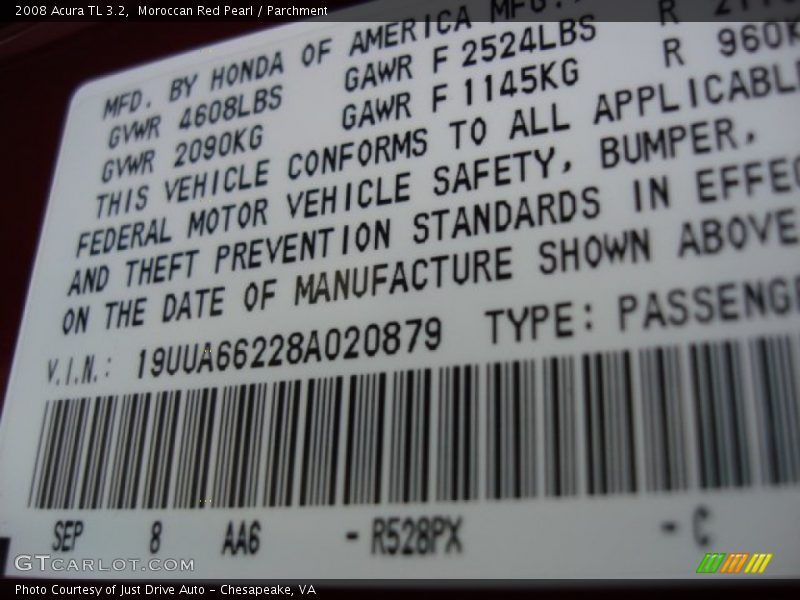 2008 Acura TL 3.2, Moroccan Red Pearl / Parchment
MFD. BY HONDA OF AMERICA MFG.
GVWR 4608LBS GAWR F 2524LBS R
GVWR 2090KG GAWR F 1145KG R 960K
THIS VEHICLE CONFORMS TO ALL APPLICABL
FEDERAL MOTOR VEHICLE SAFETY, BUMPER,
AND THEFT PREVENTION STANDARDS IN EFFEC
ON THE DATE OF MANUFACTURE SHOWN ABOVE
V.I.N.: 19UUA66228A020879 TYPE: PASSENGE
SEP 8 AA6 - R528PX - C
GTCARLOT.COM
Photo Courtesy of Just Drive Auto - Chesapeake, VA